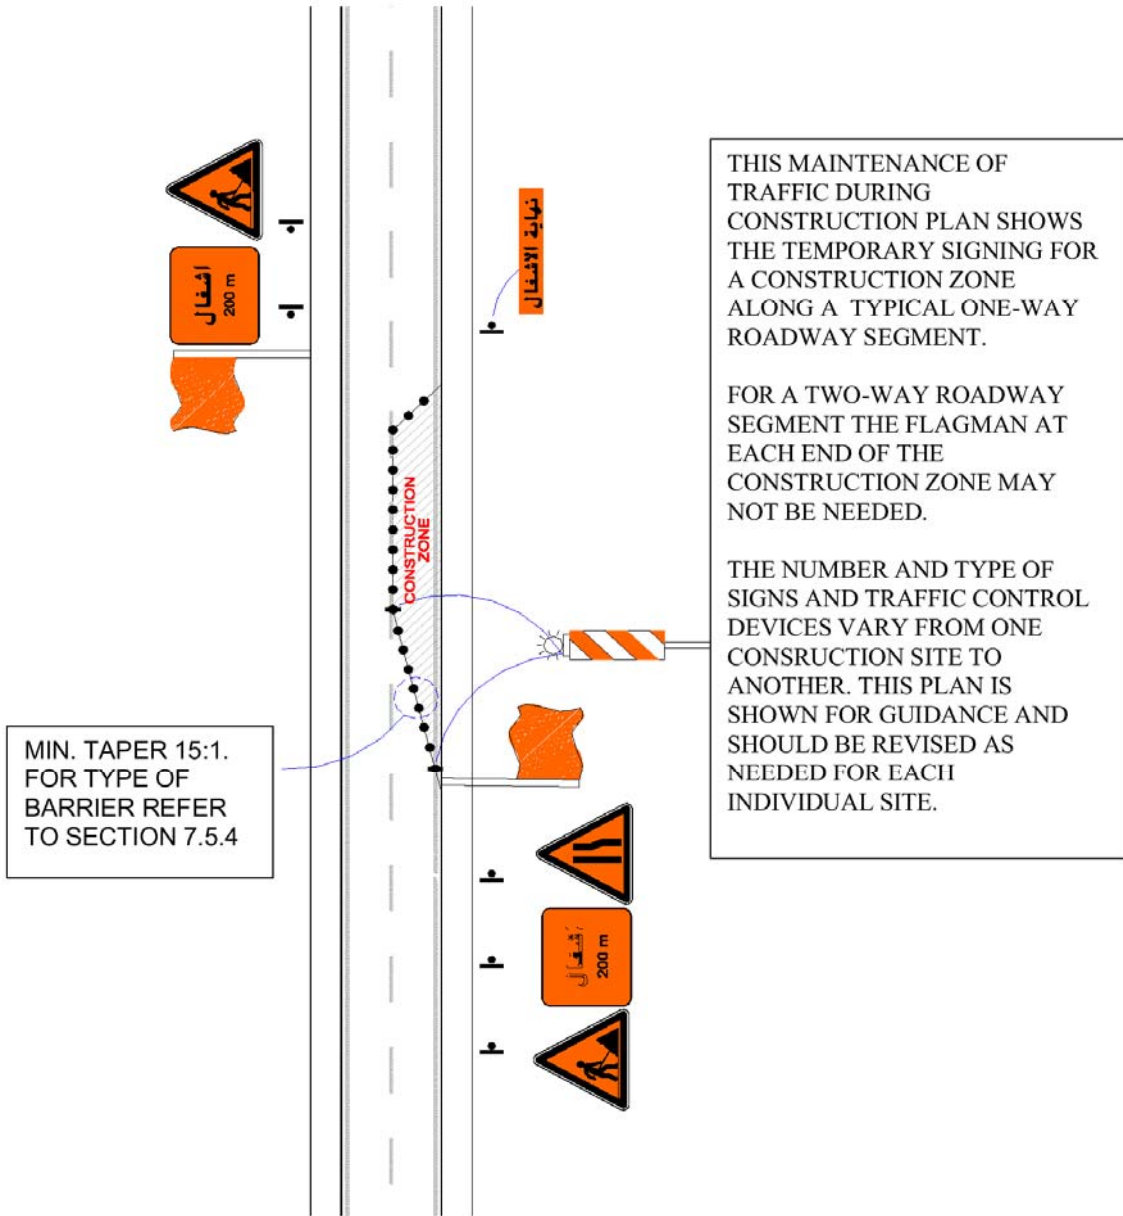 اشغال
200 m
نهاية الاشغال
CONSTRUCTION
ZONE
THIS MAINTENANCE OF
TRAFFIC DURING
CONSTRUCTION PLAN SHOWS
THE TEMPORARY SIGNING FOR
A CONSTRUCTION ZONE
ALONG A TYPICAL ONE-WAY
ROADWAY SEGMENT.
FOR A TWO-WAY ROADWAY
SEGMENT THE FLAGMAN AT
EACH END OF THE
CONSTRUCTION ZONE MAY
NOT BE NEEDED.
THE NUMBER AND TYPE OF
SIGNS AND TRAFFIC CONTROL
DEVICES VARY FROM ONE
CONSRUCTION SITE TO
ANOTHER. THIS PLAN IS
SHOWN FOR GUIDANCE AND
SHOULD BE REVISED AS
NEEDED FOR EACH
INDIVIDUAL SITE.
MIN. TAPER 15:1.
FOR TYPE OF
BARRIER REFER
TO SECTION 7.5.4
200 m